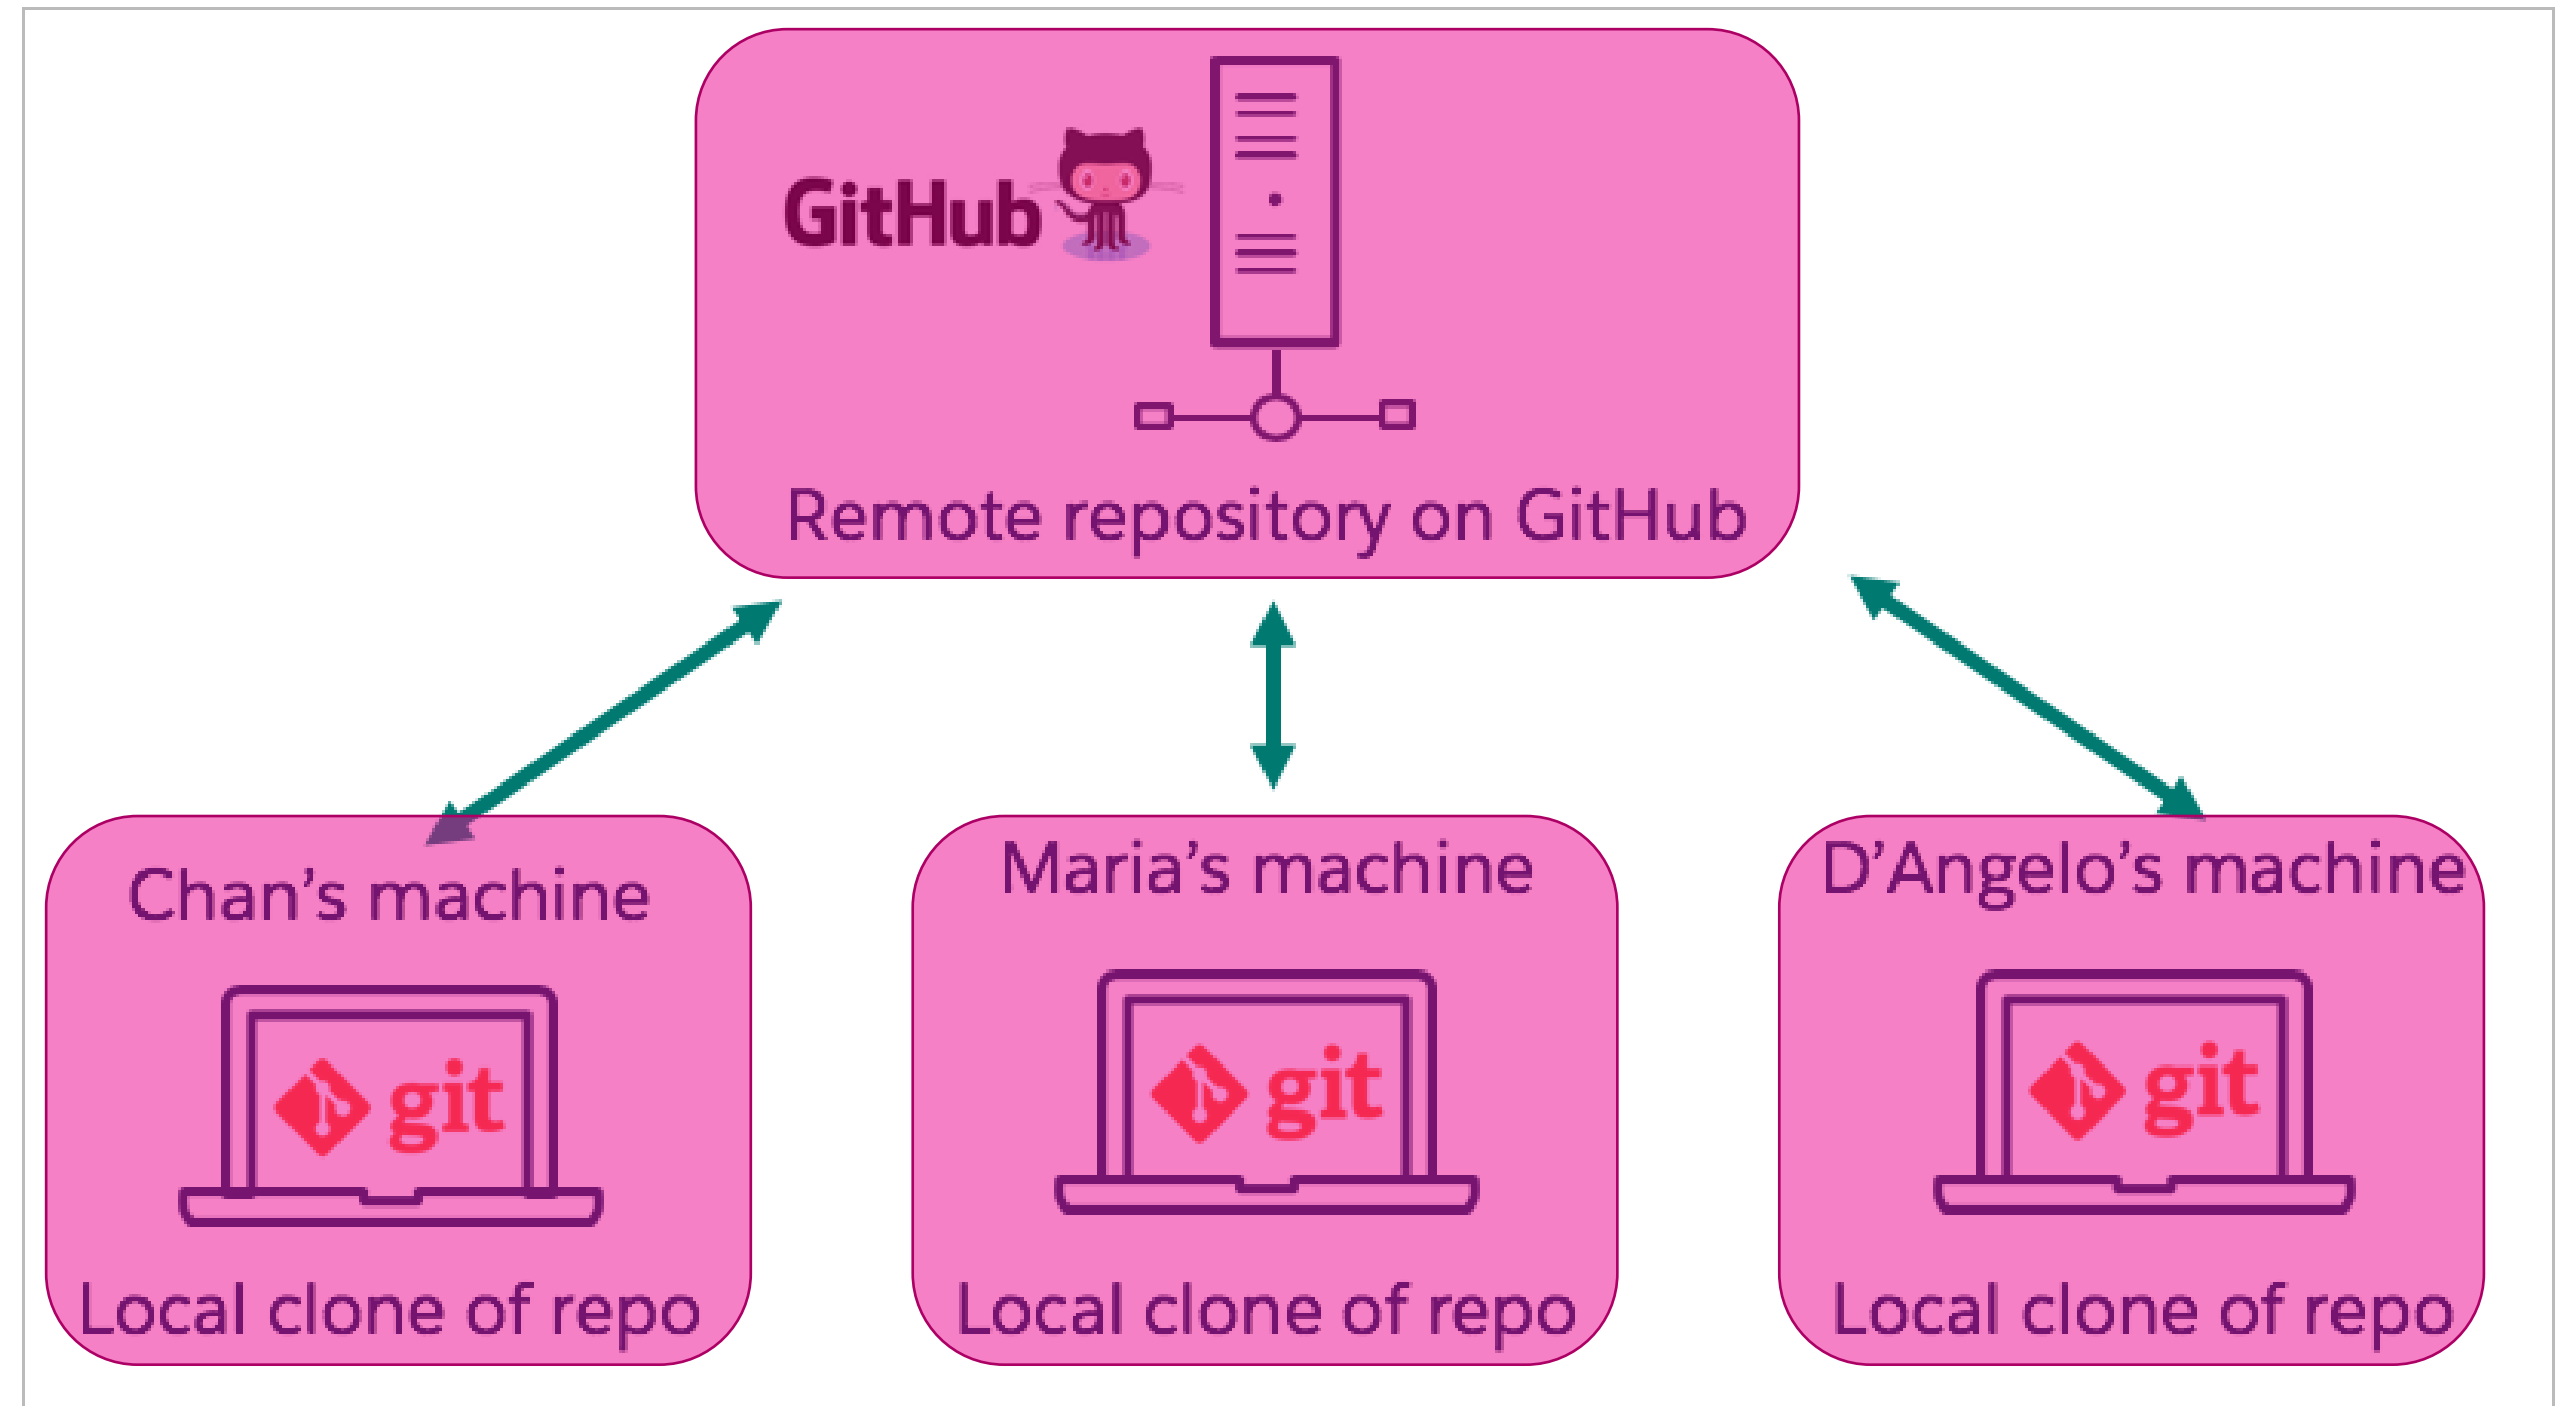 GitHub
Remote repository on GitHub
Chan’s machine
Maria’s machine
D’Angelo’s machine
git
git
git
Local clone of repo
Local clone of repo
Local clone of repo